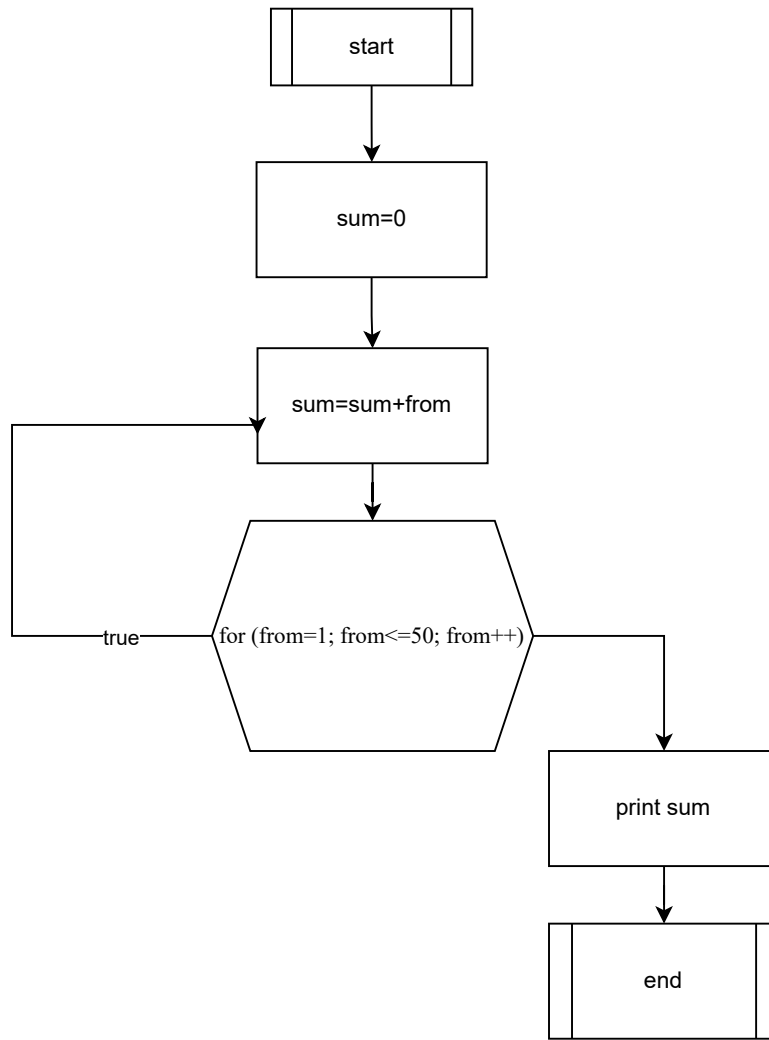 start
sum=0
sum=sum+from
for (from=1; from<=50; from++)
true
print sum
end